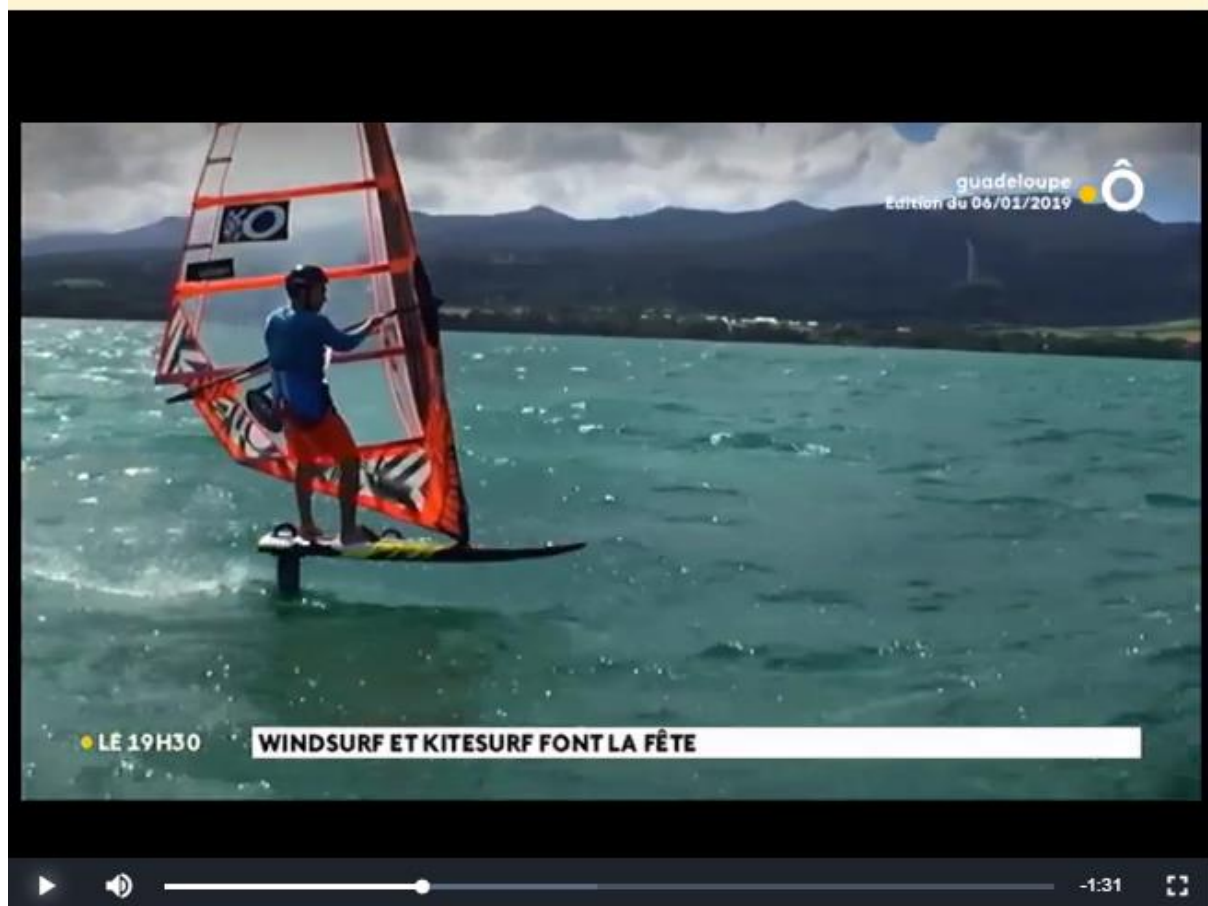 guadeloupe
Edition du 06/01/2019
Ô
LE 19H30
WINDSURF ET KITESURF FONT LA FÊTE
-1:31